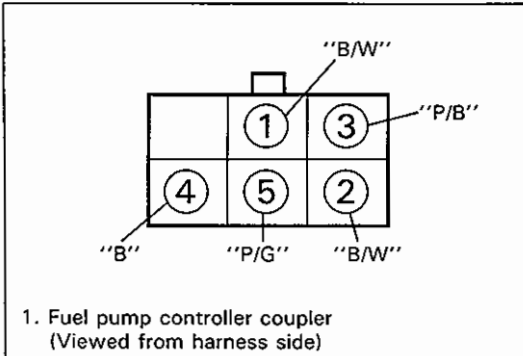 "B/W"
1 3
"P/B"
4 5 2
"B" "P/G" "B/W"
1. Fuel pump controller coupler
(Viewed from harness side)